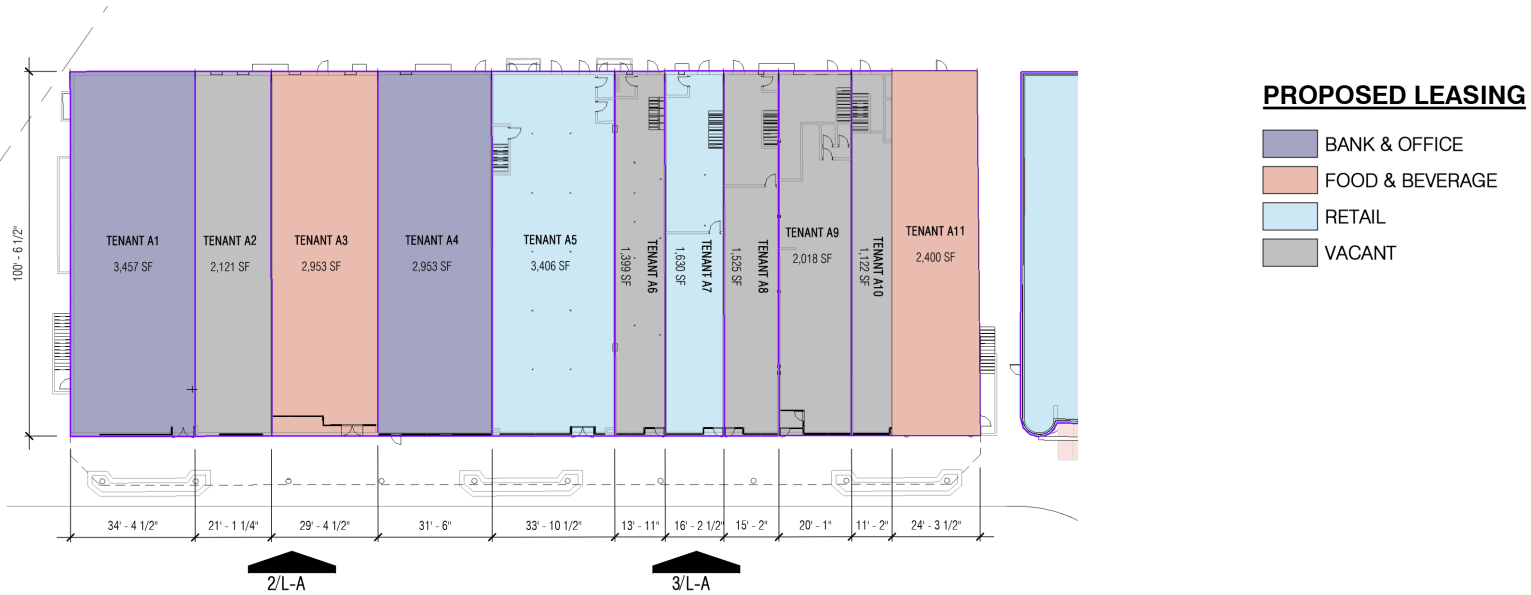 PROPOSED LEASING
BANK & OFFICE
FOOD & BEVERAGE
RETAIL
VACANT
100' - 6 1/2"
TENANT A1
3,457 SF
TENANT A2
2,121 SF
TENANT A3
2,953 SF
TENANT A4
2,953 SF
TENANT A5
3,406 SF
TENANT A6
1,399 SF
TENANT A7
1,630 SF
TENANT A8
1,525 SF
TENANT A9
2,018 SF
TENANT A10
1,122 SF
TENANT A11
2,400 SF
34' - 4 1/2"
21' - 1 1/4"
29' - 4 1/2"
31' - 6"
33' - 10 1/2"
13' - 11"
16' - 2 1/2"
15' - 2"
20' - 1"
11' - 2"
24' - 3 1/2"
2/L-A
3/L-A